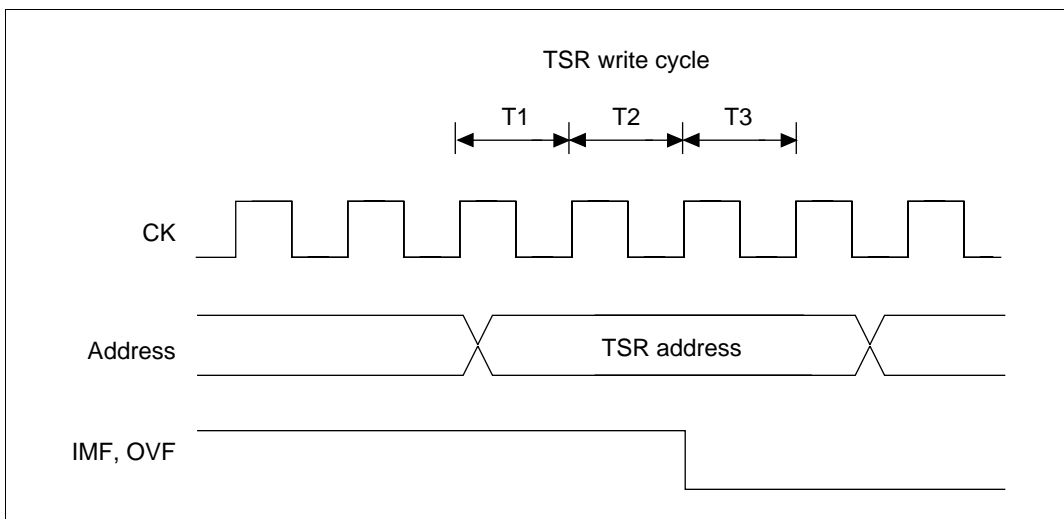 TSR write cycle
T1 T2 T3
CK
Address
TSR address
IMF, OVF